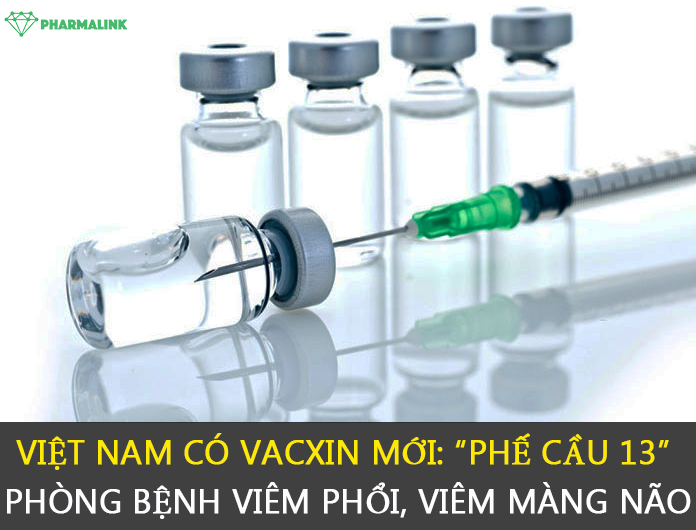 PHARMALINK
VIỆT NAM CÓ VACXIN MỚI: “PHẾ CẦU 13”
PHÒNG BỆNH VIÊM PHỔI, VIÊM MÀNG NÃO